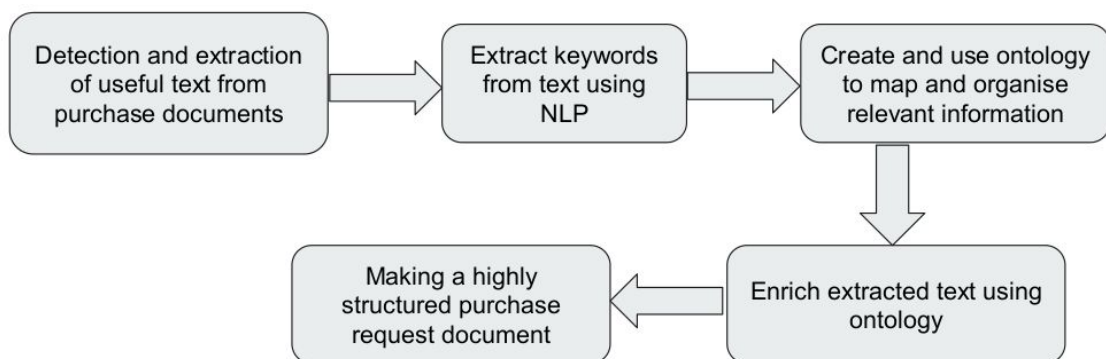 Detection and extraction
of useful text from
purchase documents
Extract keywords
from text using
NLP
Create and use ontology
to map and organise
relevant information
Enrich extracted text using
ontology
Making a highly
structured purchase
request document